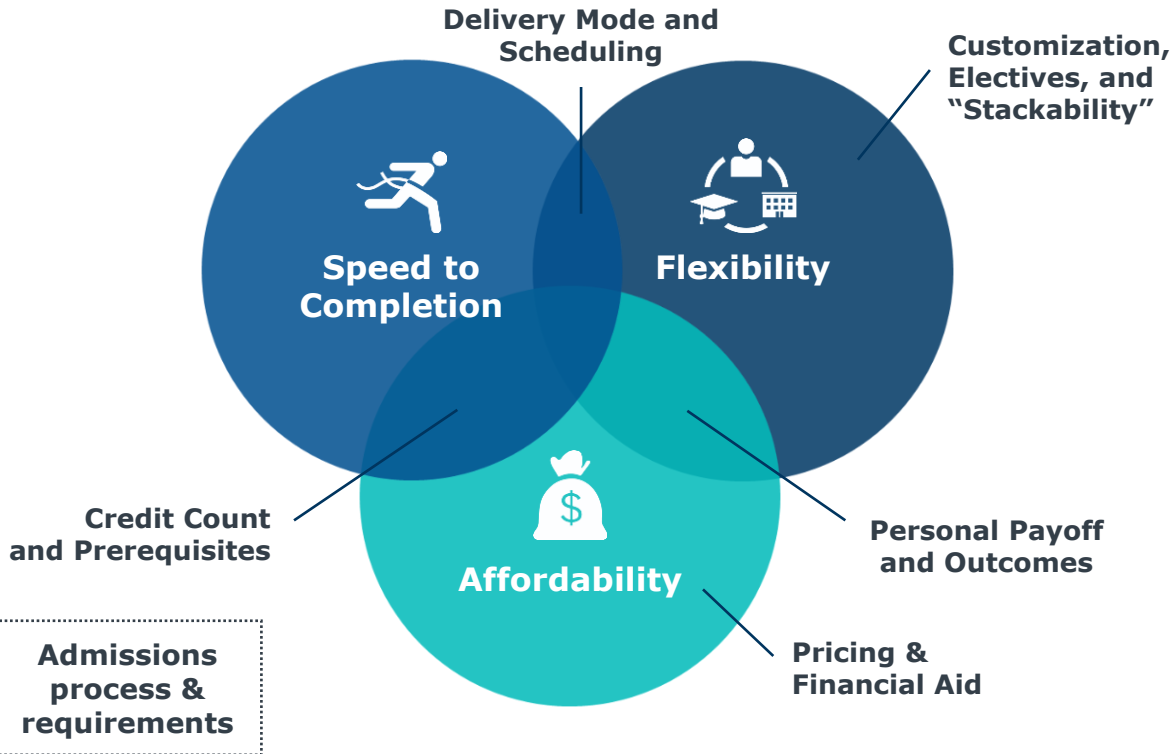 Delivery Mode and
Scheduling
Customization,
Electives, and
“Stackability”
Speed to
Completion
Flexibility
$
Affordability
Credit Count
and Prerequisites
Personal Payoff
and Outcomes
Pricing &
Financial Aid
Admissions
process &
requirements